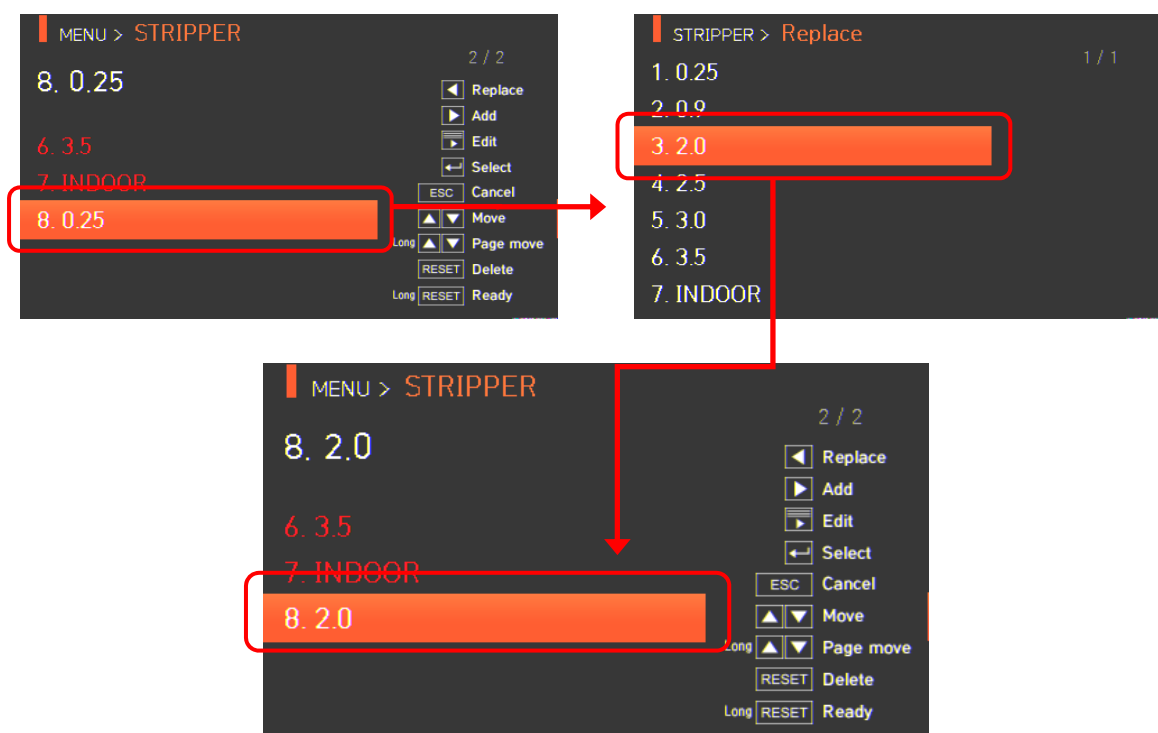 MENU > STRIPPER
2 / 2
8. 0.25
6. 3.5
7. INDOOR
8. 0.25
Replace
Add
Edit
Select
ESC Cancel
Move
Long Page move
RESET Delete
Long RESET Ready
STRIPPER > Replace
1 / 1
1. 0.25
2. 0.9
3. 2.0
4. 2.5
5. 3.0
6. 3.5
7. INDOOR
MENU > STRIPPER
2 / 2
8. 2.0
6. 3.5
7. INDOOR
8. 2.0
Replace
Add
Edit
Select
ESC Cancel
Move
Long Page move
RESET Delete
Long RESET Ready